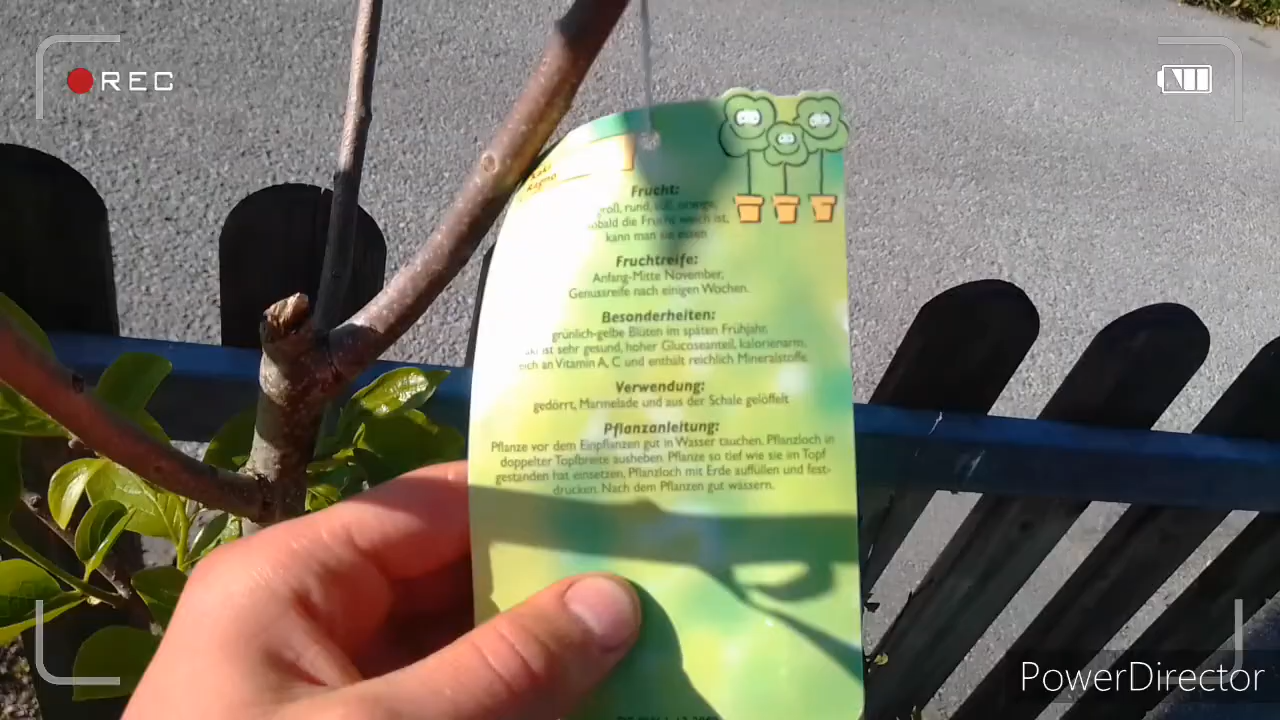 REC
Kaki
Frucht:
groß, rund, süß, orange,
sobald die Frucht weich ist,
kann man sie essen
Fruchtreife:
Anfang-Mitte November,
Genussreife nach einigen Wochen.
Besonderheiten:
grünlich-gelbe Blüten im späten Frühjahr,
ist sehr gesund, hoher Glucoseanteil, kalorienarm,
reich an Vitamin A, C und enthält reichlich Mineralstoffe
Verwendung:
gedörrt, Marmelade und aus der Schale gelöffelt
Pflanzanleitung:
Pflanze vor dem Einpflanzen gut in Wasser tauchen. Pflanzloch in
doppelter Topfbreite ausheben. Pflanze so tief wie sie im Topf
gestanden hat einsetzen, Pflanzloch mit Erde auffüllen und fest-
drücken. Nach dem Pflanzen gut wässern.
PowerDirector